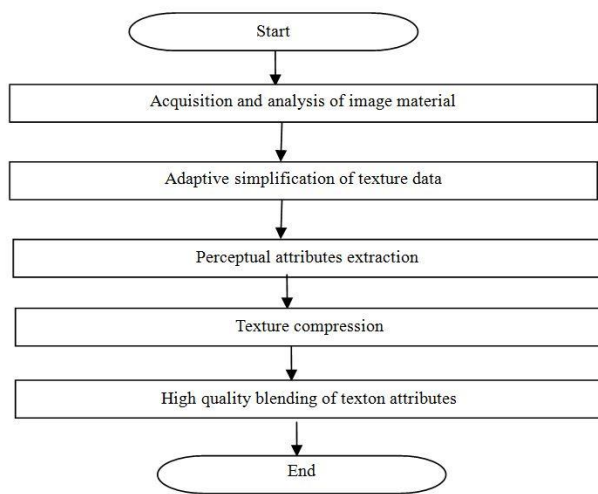 Start
Acquisition and analysis of image material
Adaptive simplification of texture data
Perceptual attributes extraction
Texture compression
High quality blending of texton attributes
End